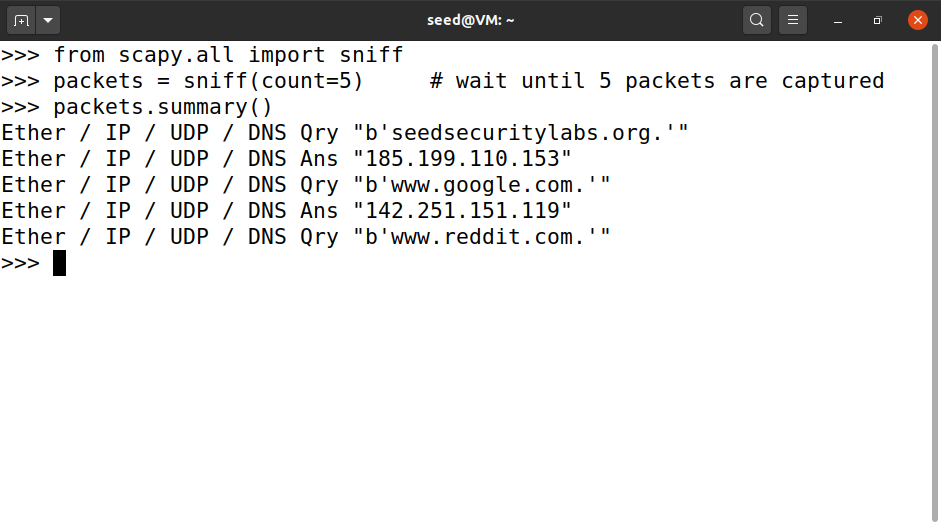 seed@VM: ~
>>> from scapy.all import sniff
>>> packets = sniff(count=5)     # wait until 5 packets are captured
>>> packets.summary()
Ether / IP / UDP / DNS Qry "b'seedsecuritylabs.org.'"
Ether / IP / UDP / DNS Ans "185.199.110.153"
Ether / IP / UDP / DNS Qry "b'www.google.com.'"
Ether / IP / UDP / DNS Ans "142.251.151.119"
Ether / IP / UDP / DNS Qry "b'www.reddit.com.'"
>>>